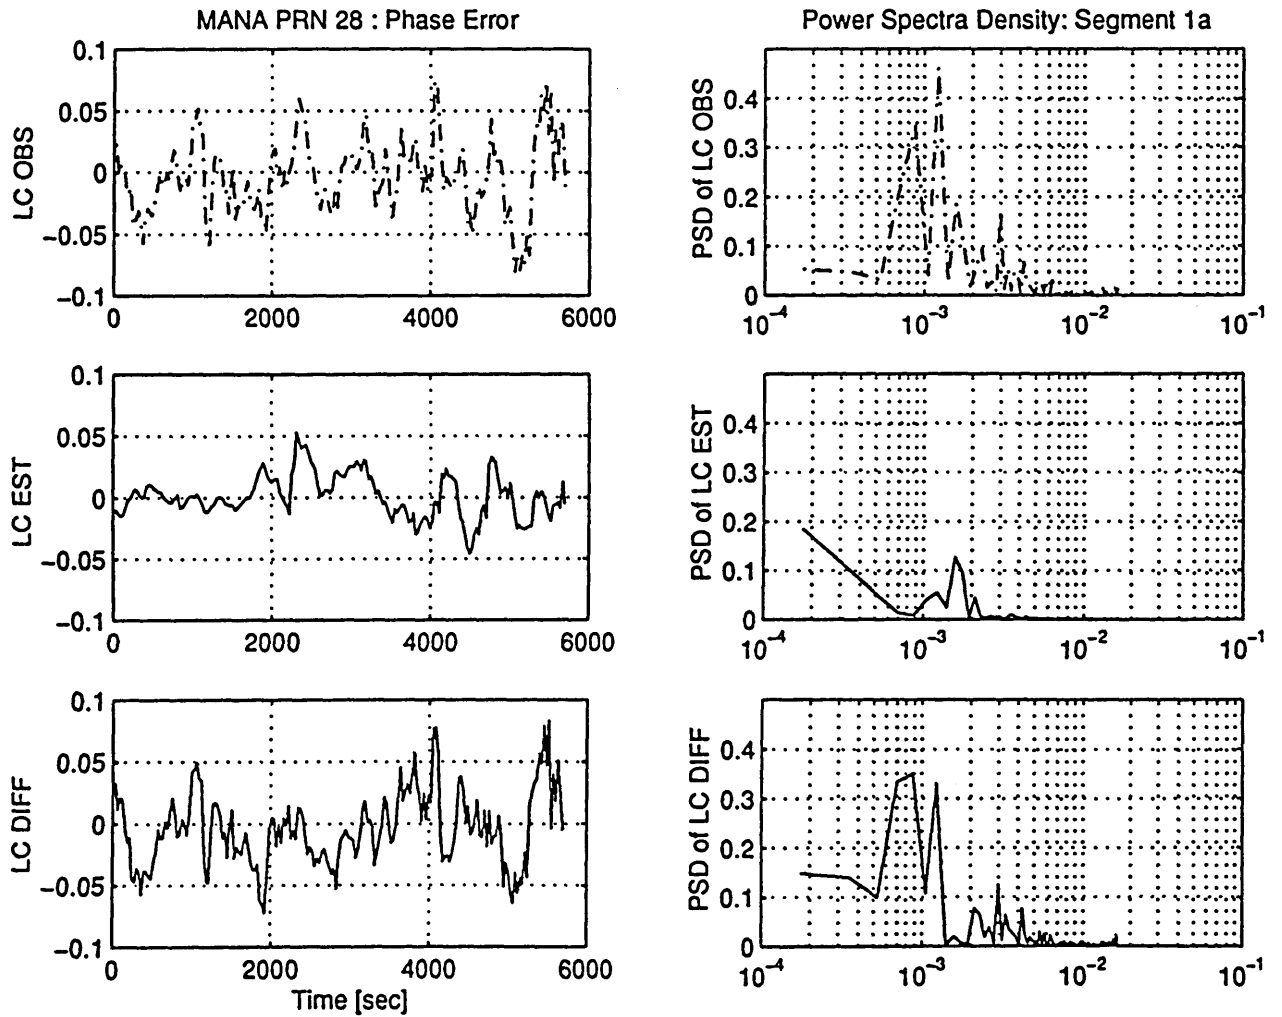 MANA PRN 28 : Phase Error
LC OBS
0.1
0.05
0
−0.05
−0.1
0 2000 4000 6000
Power Spectra Density: Segment 1a
PSD of LC OBS
0.4
0.3
0.2
0.1
0
10⁻⁴ 10⁻³ 10⁻² 10⁻¹
LC EST
0.1
0.05
0
−0.05
−0.1
0 2000 4000 6000
PSD of LC EST
0.4
0.3
0.2
0.1
0
10⁻⁴ 10⁻³ 10⁻² 10⁻¹
LC DIFF
0.1
0.05
0
−0.05
−0.1
0 2000 4000 6000
Time [sec]
PSD of LC DIFF
0.4
0.3
0.2
0.1
0
10⁻⁴ 10⁻³ 10⁻² 10⁻¹